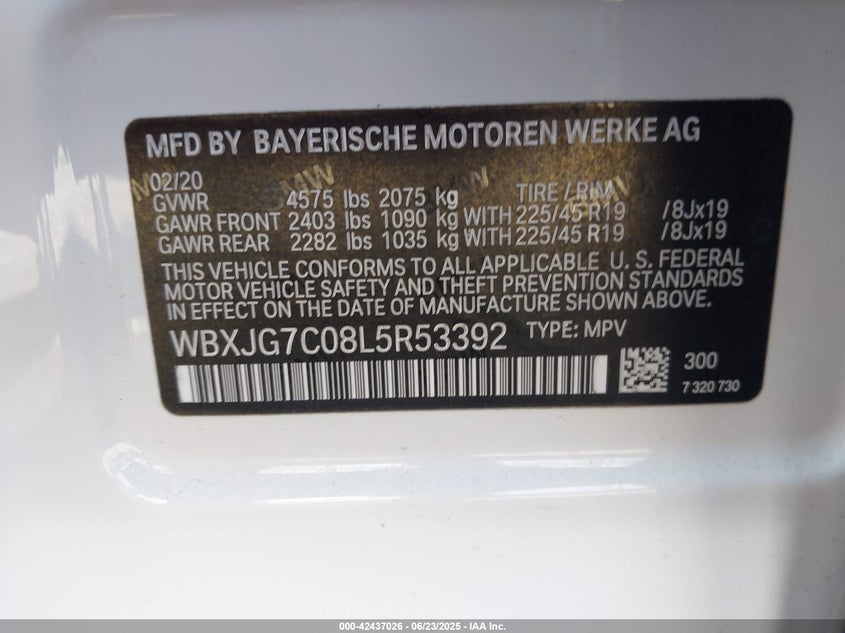 MFD BY BAYERISCHE MOTOREN WERKE AG
02/20
GVWR 4575 lbs 2075 kg TIRE / RIM
GAWR FRONT 2403 lbs 1090 kg WITH 225/45 R19 /8Jx19
GAWR REAR 2282 lbs 1035 kg WITH 225/45 R19 /8Jx19
THIS VEHICLE CONFORMS TO ALL APPLICABLE U. S. FEDERAL
MOTOR VEHICLE SAFETY AND THEFT PREVENTION STANDARDS
IN EFFECT ON THE DATE OF MANUFACTURE SHOWN ABOVE.
WBXJG7C08L5R53392 TYPE: MPV
300
7 320 730
000-42437026 - 06/23/2025 - IAA Inc.